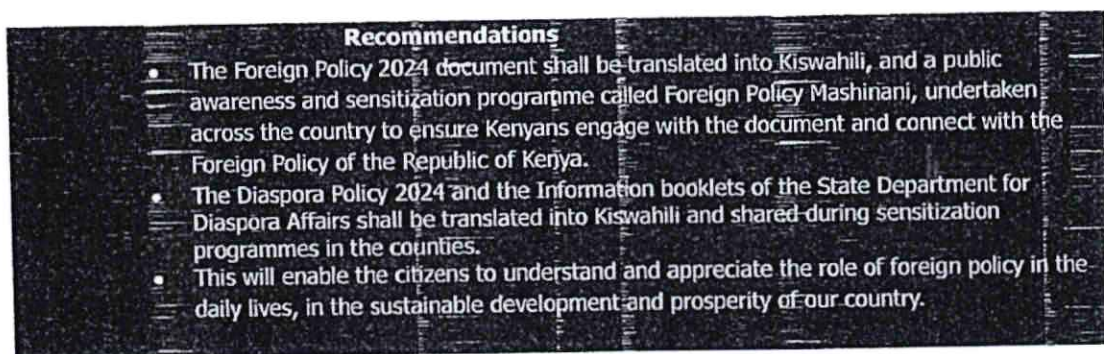 Recommendations
• The Foreign Policy 2024 document shall be translated into Kiswahili, and a public
awareness and sensitization programme called Foreign Policy Mashinani, undertaken
across the country to ensure Kenyans engage with the document and connect with the
Foreign Policy of the Republic of Kenya.
• The Diaspora Policy 2024 and the Information booklets of the State Department for
Diaspora Affairs shall be translated into Kiswahili and shared during sensitization
programmes in the counties.
• This will enable the citizens to understand and appreciate the role of foreign policy in the
daily lives, in the sustainable development and prosperity of our country.